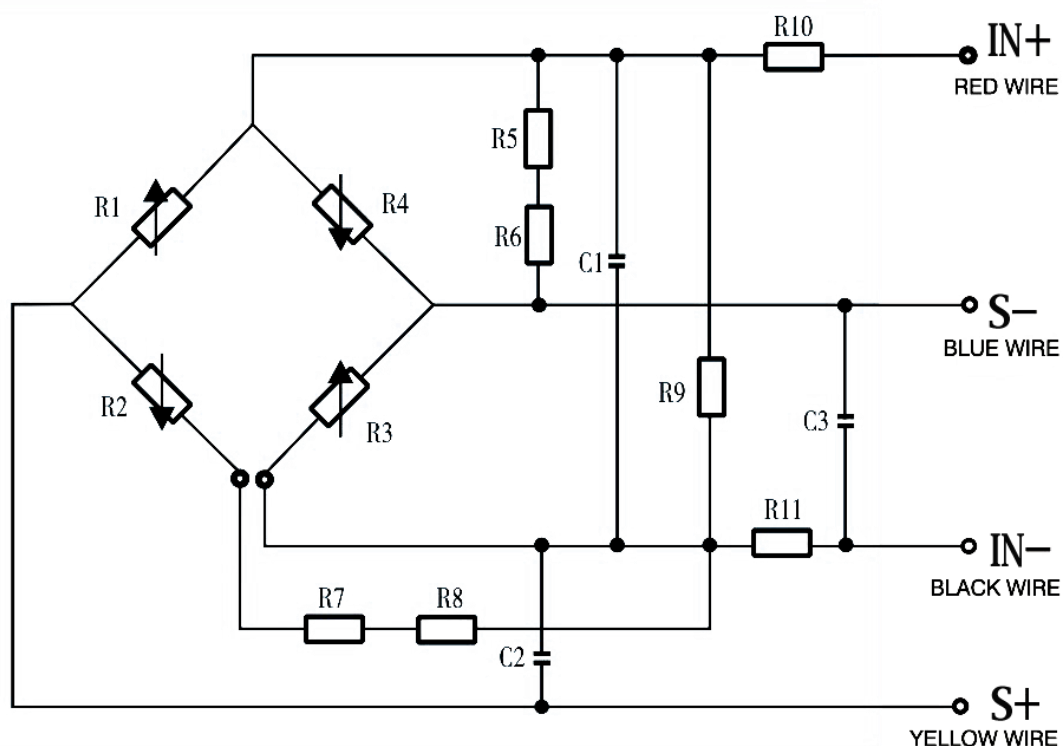 R10
IN+
RED WIRE
R5
R1
R4
R6
C1
S−
BLUE WIRE
R9
R2
R3
C3
R11
IN−
BLACK WIRE
R7
R8
C2
S+
YELLOW WIRE